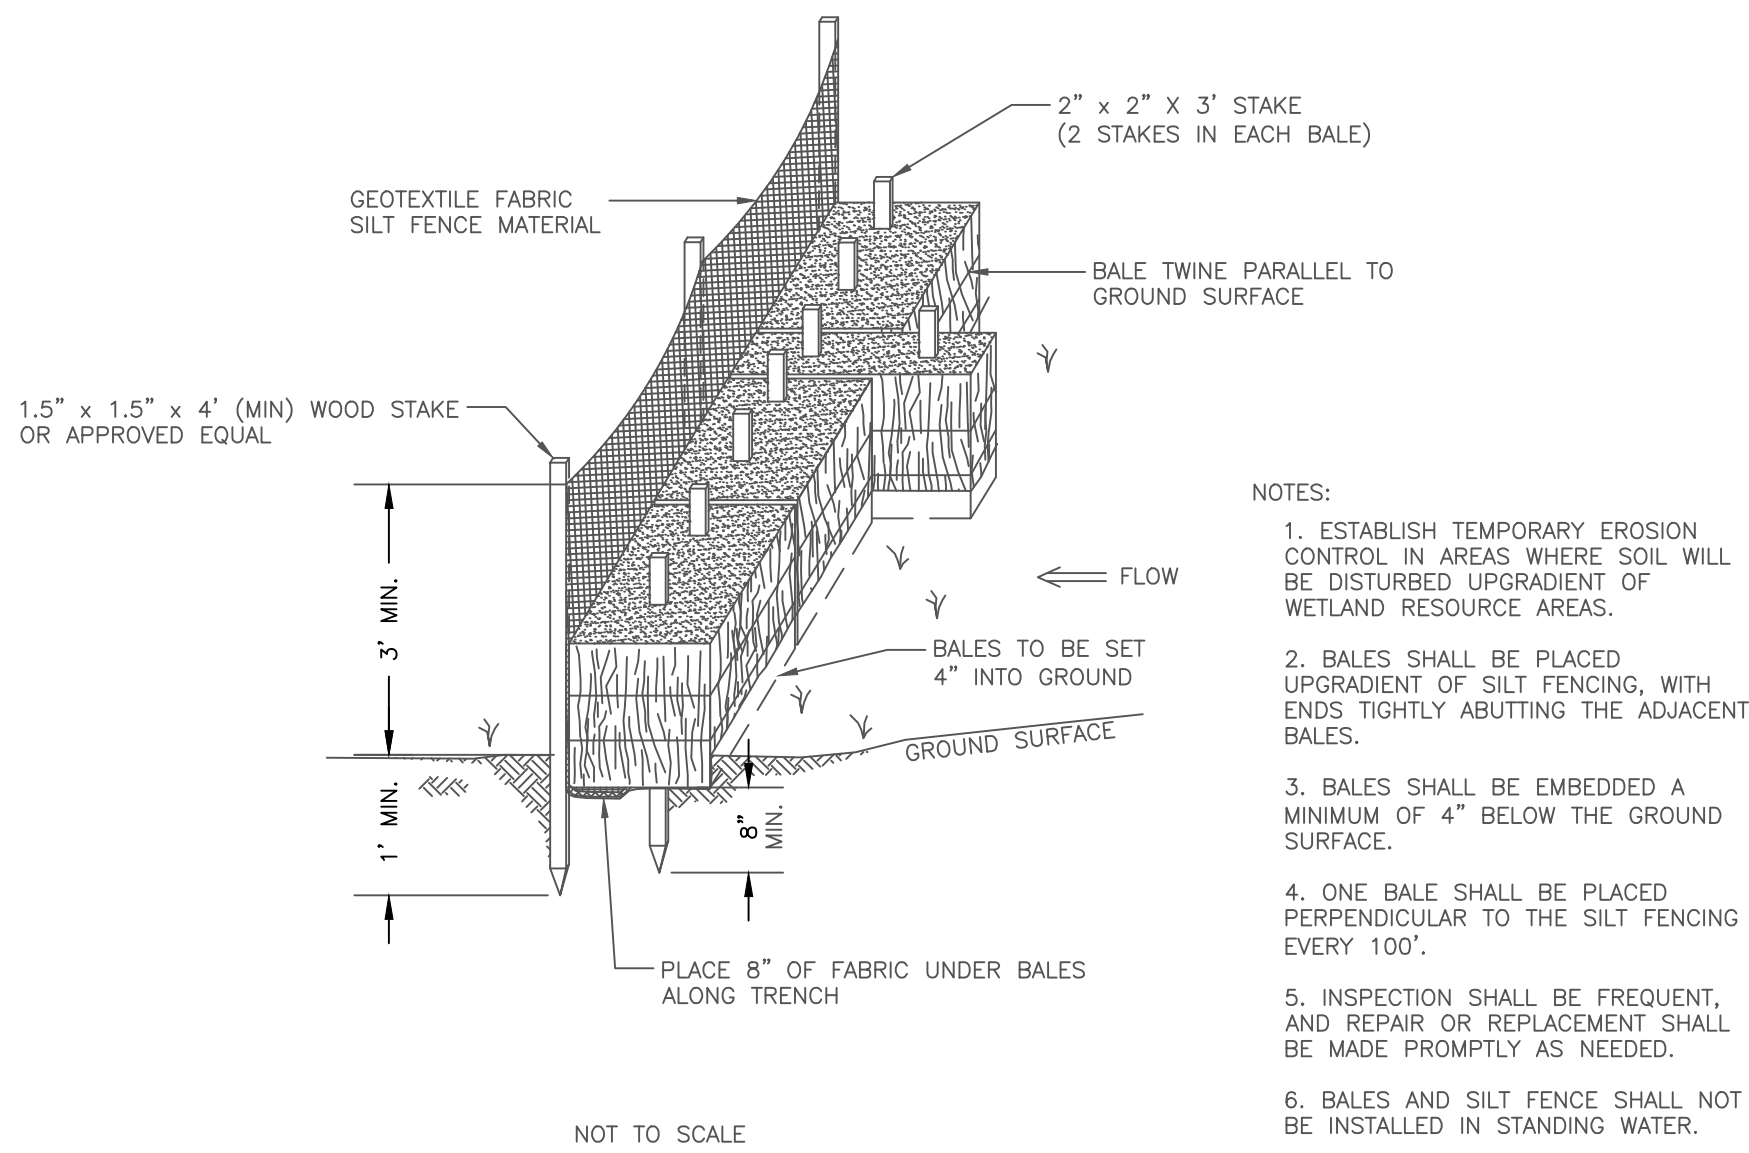 2” x 2” X 3' STAKE
(2 STAKES IN EACH BALE)
GEOTEXTILE FABRIC
SILT FENCE MATERIAL
BALE TWINE PARALLEL TO
GROUND SURFACE
1.5” x 1.5” x 4' (MIN) WOOD STAKE
OR APPROVED EQUAL
3' MIN.
1' MIN.
FLOW
BALES TO BE SET
4” INTO GROUND
GROUND SURFACE
8”
MIN.
PLACE 8” OF FABRIC UNDER BALES
ALONG TRENCH
NOT TO SCALE
NOTES:
1. ESTABLISH TEMPORARY EROSION
CONTROL IN AREAS WHERE SOIL WILL
BE DISTURBED UPGRADIENT OF
WETLAND RESOURCE AREAS.
2. BALES SHALL BE PLACED
UPGRADIENT OF SILT FENCING, WITH
ENDS TIGHTLY ABUTTING THE ADJACENT
BALES.
3. BALES SHALL BE EMBEDDED A
MINIMUM OF 4” BELOW THE GROUND
SURFACE.
4. ONE BALE SHALL BE PLACED
PERPENDICULAR TO THE SILT FENCING
EVERY 100'.
5. INSPECTION SHALL BE FREQUENT,
AND REPAIR OR REPLACEMENT SHALL
BE MADE PROMPTLY AS NEEDED.
6. BALES AND SILT FENCE SHALL NOT
BE INSTALLED IN STANDING WATER.